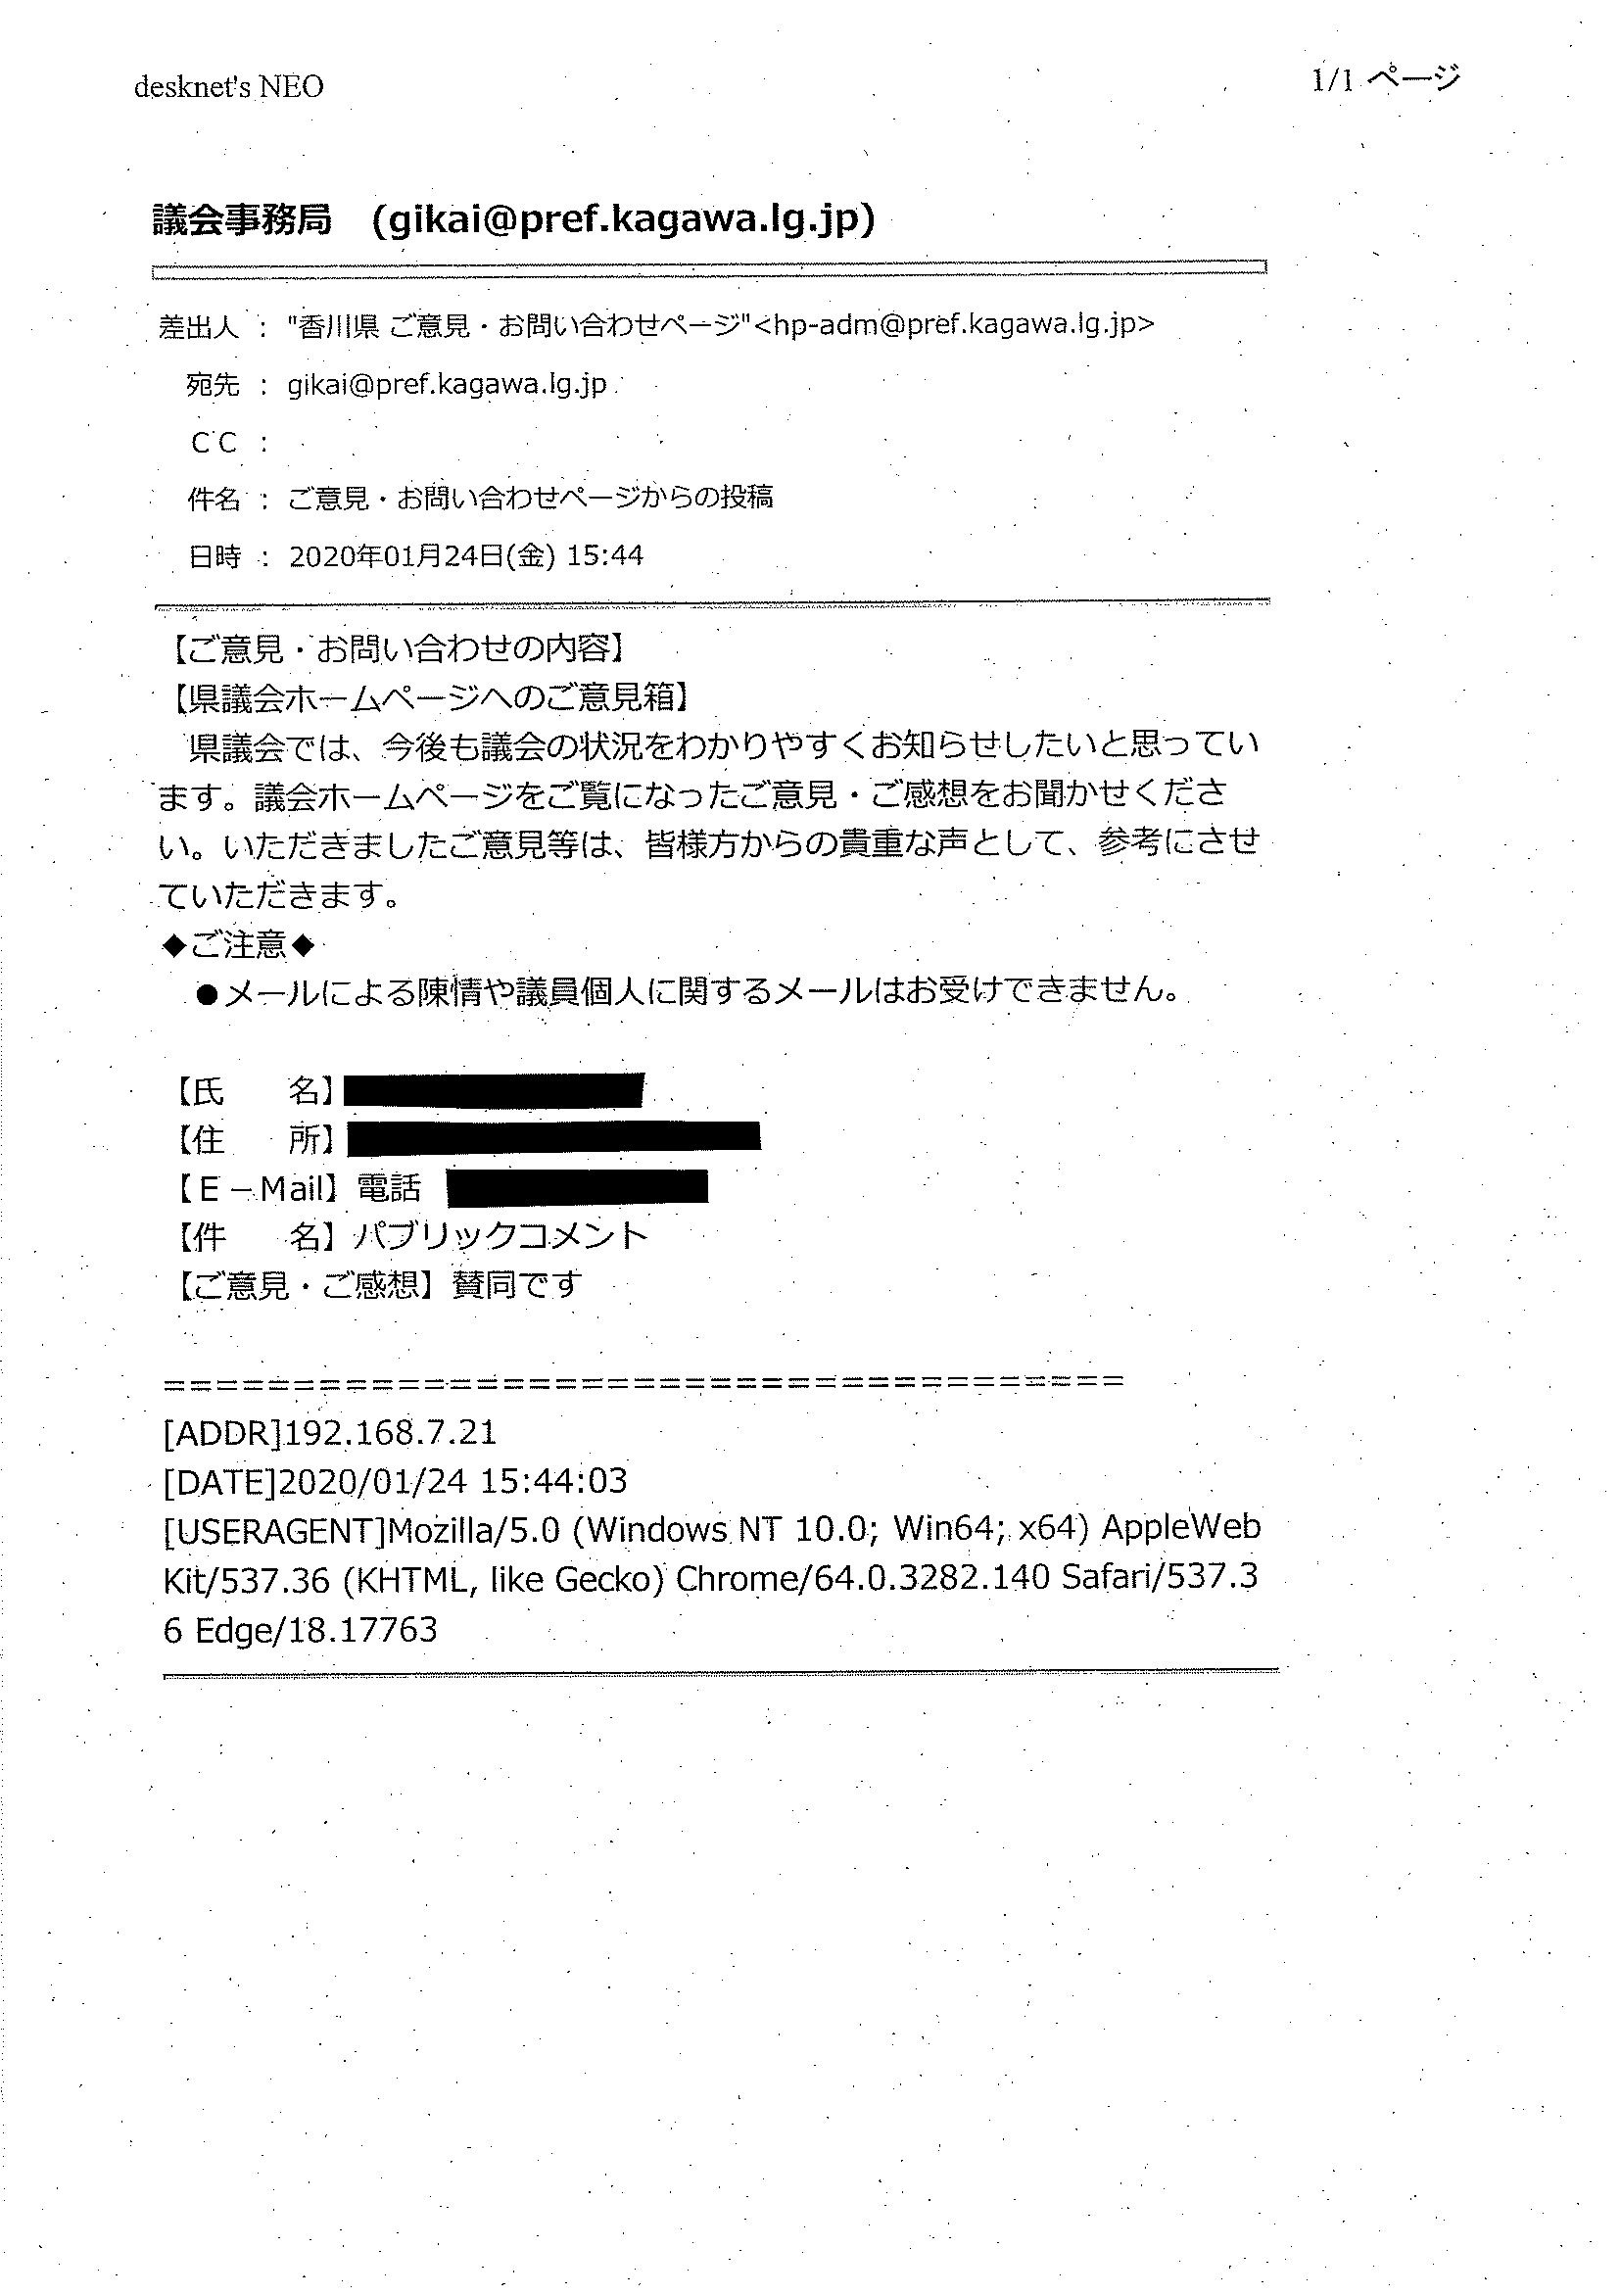 desknet's NEO
1/1 ページ
議会事務局 (gikai@pref.kagawa.lg.jp)
差出人 : "香川県 ご意見・お問い合わせページ"<hp-adm@pref.kagawa.lg.jp>
宛先 : gikai@pref.kagawa.lg.jp
ＣＣ :
件名 : ご意見・お問い合わせページからの投稿
日時 : 2020年01月24日(金) 15:44
【ご意見・お問い合わせの内容】
【県議会ホームページへのご意見箱】
　県議会では、今後も議会の状況をわかりやすくお知らせしたいと思ってい
ます。議会ホームページをご覧になったご意見・ご感想をお聞かせくださ
い。いただきましたご意見等は、皆様方からの貴重な声として、参考にさせ
ていただきます。
◆ご注意◆
　●メールによる陳情や議員個人に関するメールはお受けできません。
【氏　　名】
【住　　所】
【Ｅ－Mail】電話
【件　　名】パブリックコメント
【ご意見・ご感想】賛同です
=====================================
[ADDR]192.168.7.21
[DATE]2020/01/24 15:44:03
[USERAGENT]Mozilla/5.0 (Windows NT 10.0; Win64; x64) AppleWeb
Kit/537.36 (KHTML, like Gecko) Chrome/64.0.3282.140 Safari/537.3
6 Edge/18.17763